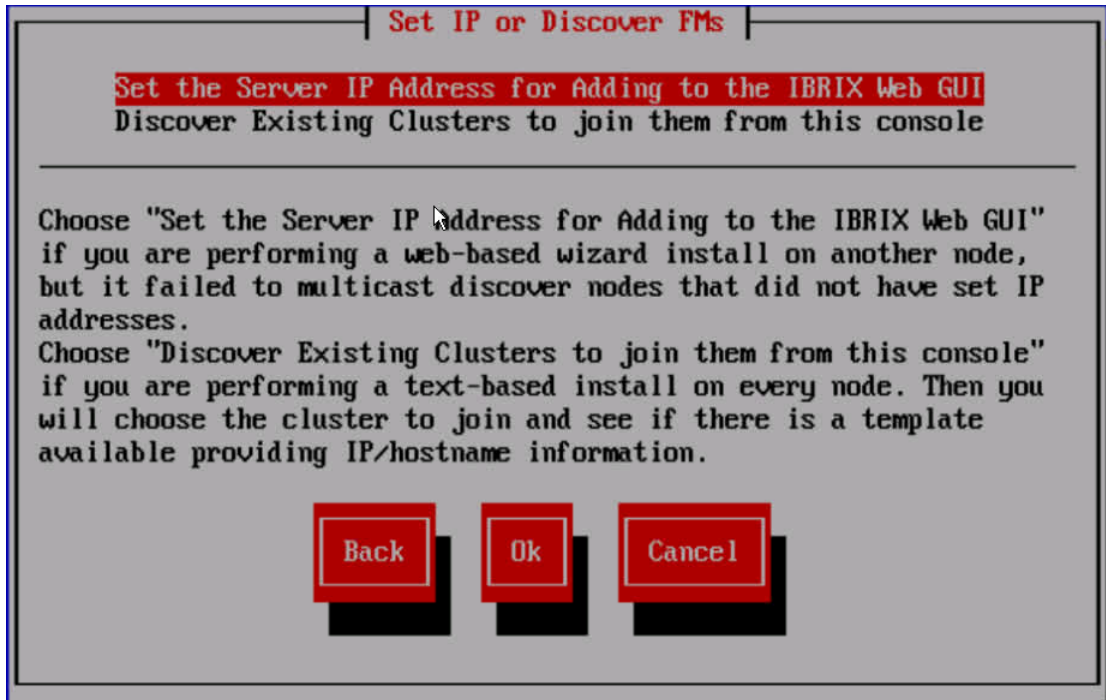 Set IP or Discover FMs
Set the Server IP Address for Adding to the IBRIX Web GUI
Discover Existing Clusters to join them from this console
Choose "Set the Server IP Address for Adding to the IBRIX Web GUI"
if you are performing a web-based wizard install on another node,
but it failed to multicast discover nodes that did not have set IP
addresses.
Choose "Discover Existing Clusters to join them from this console"
if you are performing a text-based install on every node. Then you
will choose the cluster to join and see if there is a template
available providing IP/hostname information.
Back Ok Cancel